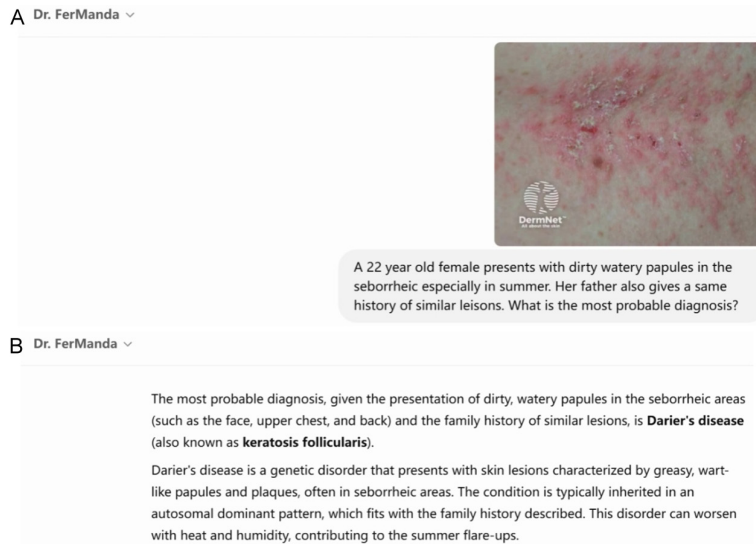 A Dr. FerManda
DermNet™
all about the skin
A 22 year old female presents with dirty watery papules in the
seborrheic especially in summer. Her father also gives a same
history of similar leisons. What is the most probable diagnosis?
B Dr. FerManda
The most probable diagnosis, given the presentation of dirty, watery papules in the seborrheic areas
(such as the face, upper chest, and back) and the family history of similar lesions, is Darier's disease
(also known as keratosis follicularis).
Darier's disease is a genetic disorder that presents with skin lesions characterized by greasy, wart-
like papules and plaques, often in seborrheic areas. The condition is typically inherited in an
autosomal dominant pattern, which fits with the family history described. This disorder can worsen
with heat and humidity, contributing to the summer flare-ups.